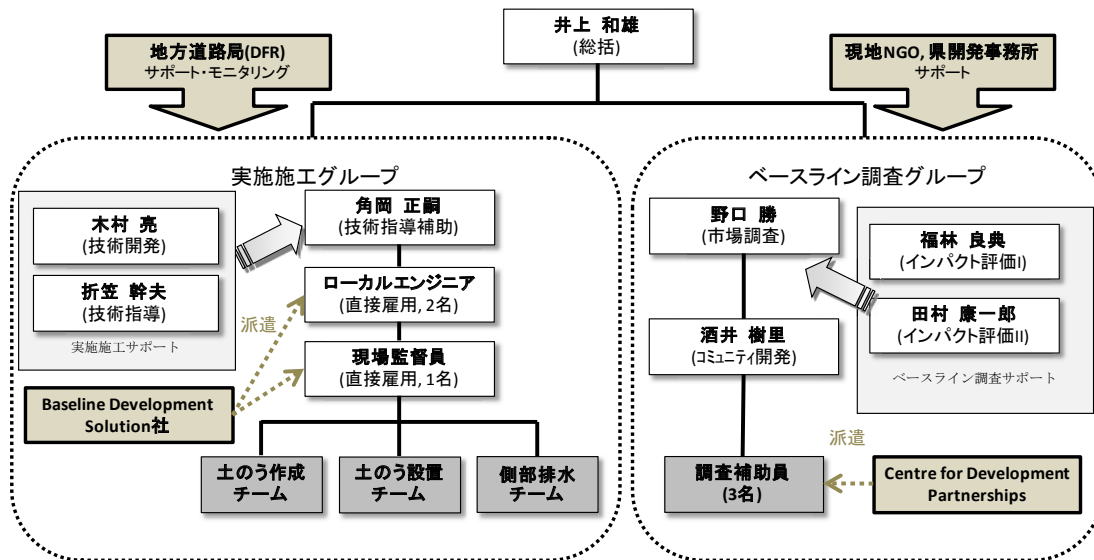 井上 和雄
(総括)
地方道路局(DFR)
サポート・モニタリング
現地NGO, 県開発事務所
サポート
実施施工グループ
木村 亮
(技術開発)
折笠 幹夫
(技術指導)
実施施工サポート
角岡 正嗣
(技術指導補助)
ローカルエンジニア
(直接雇用, 2名)
派遣
現場監督員
(直接雇用, 1名)
Baseline Development
Solution社
土のう作成
チーム
土のう設置
チーム
側部排水
チーム
ベースライン調査グループ
野口 勝
(市場調査)
福林 良典
(インパクト評価I)
田村 康一郎
(インパクト評価II)
ベースライン調査サポート
酒井 樹里
(コミュニティ開発)
派遣
調査補助員
(3名)
Centre for Development
Partnerships